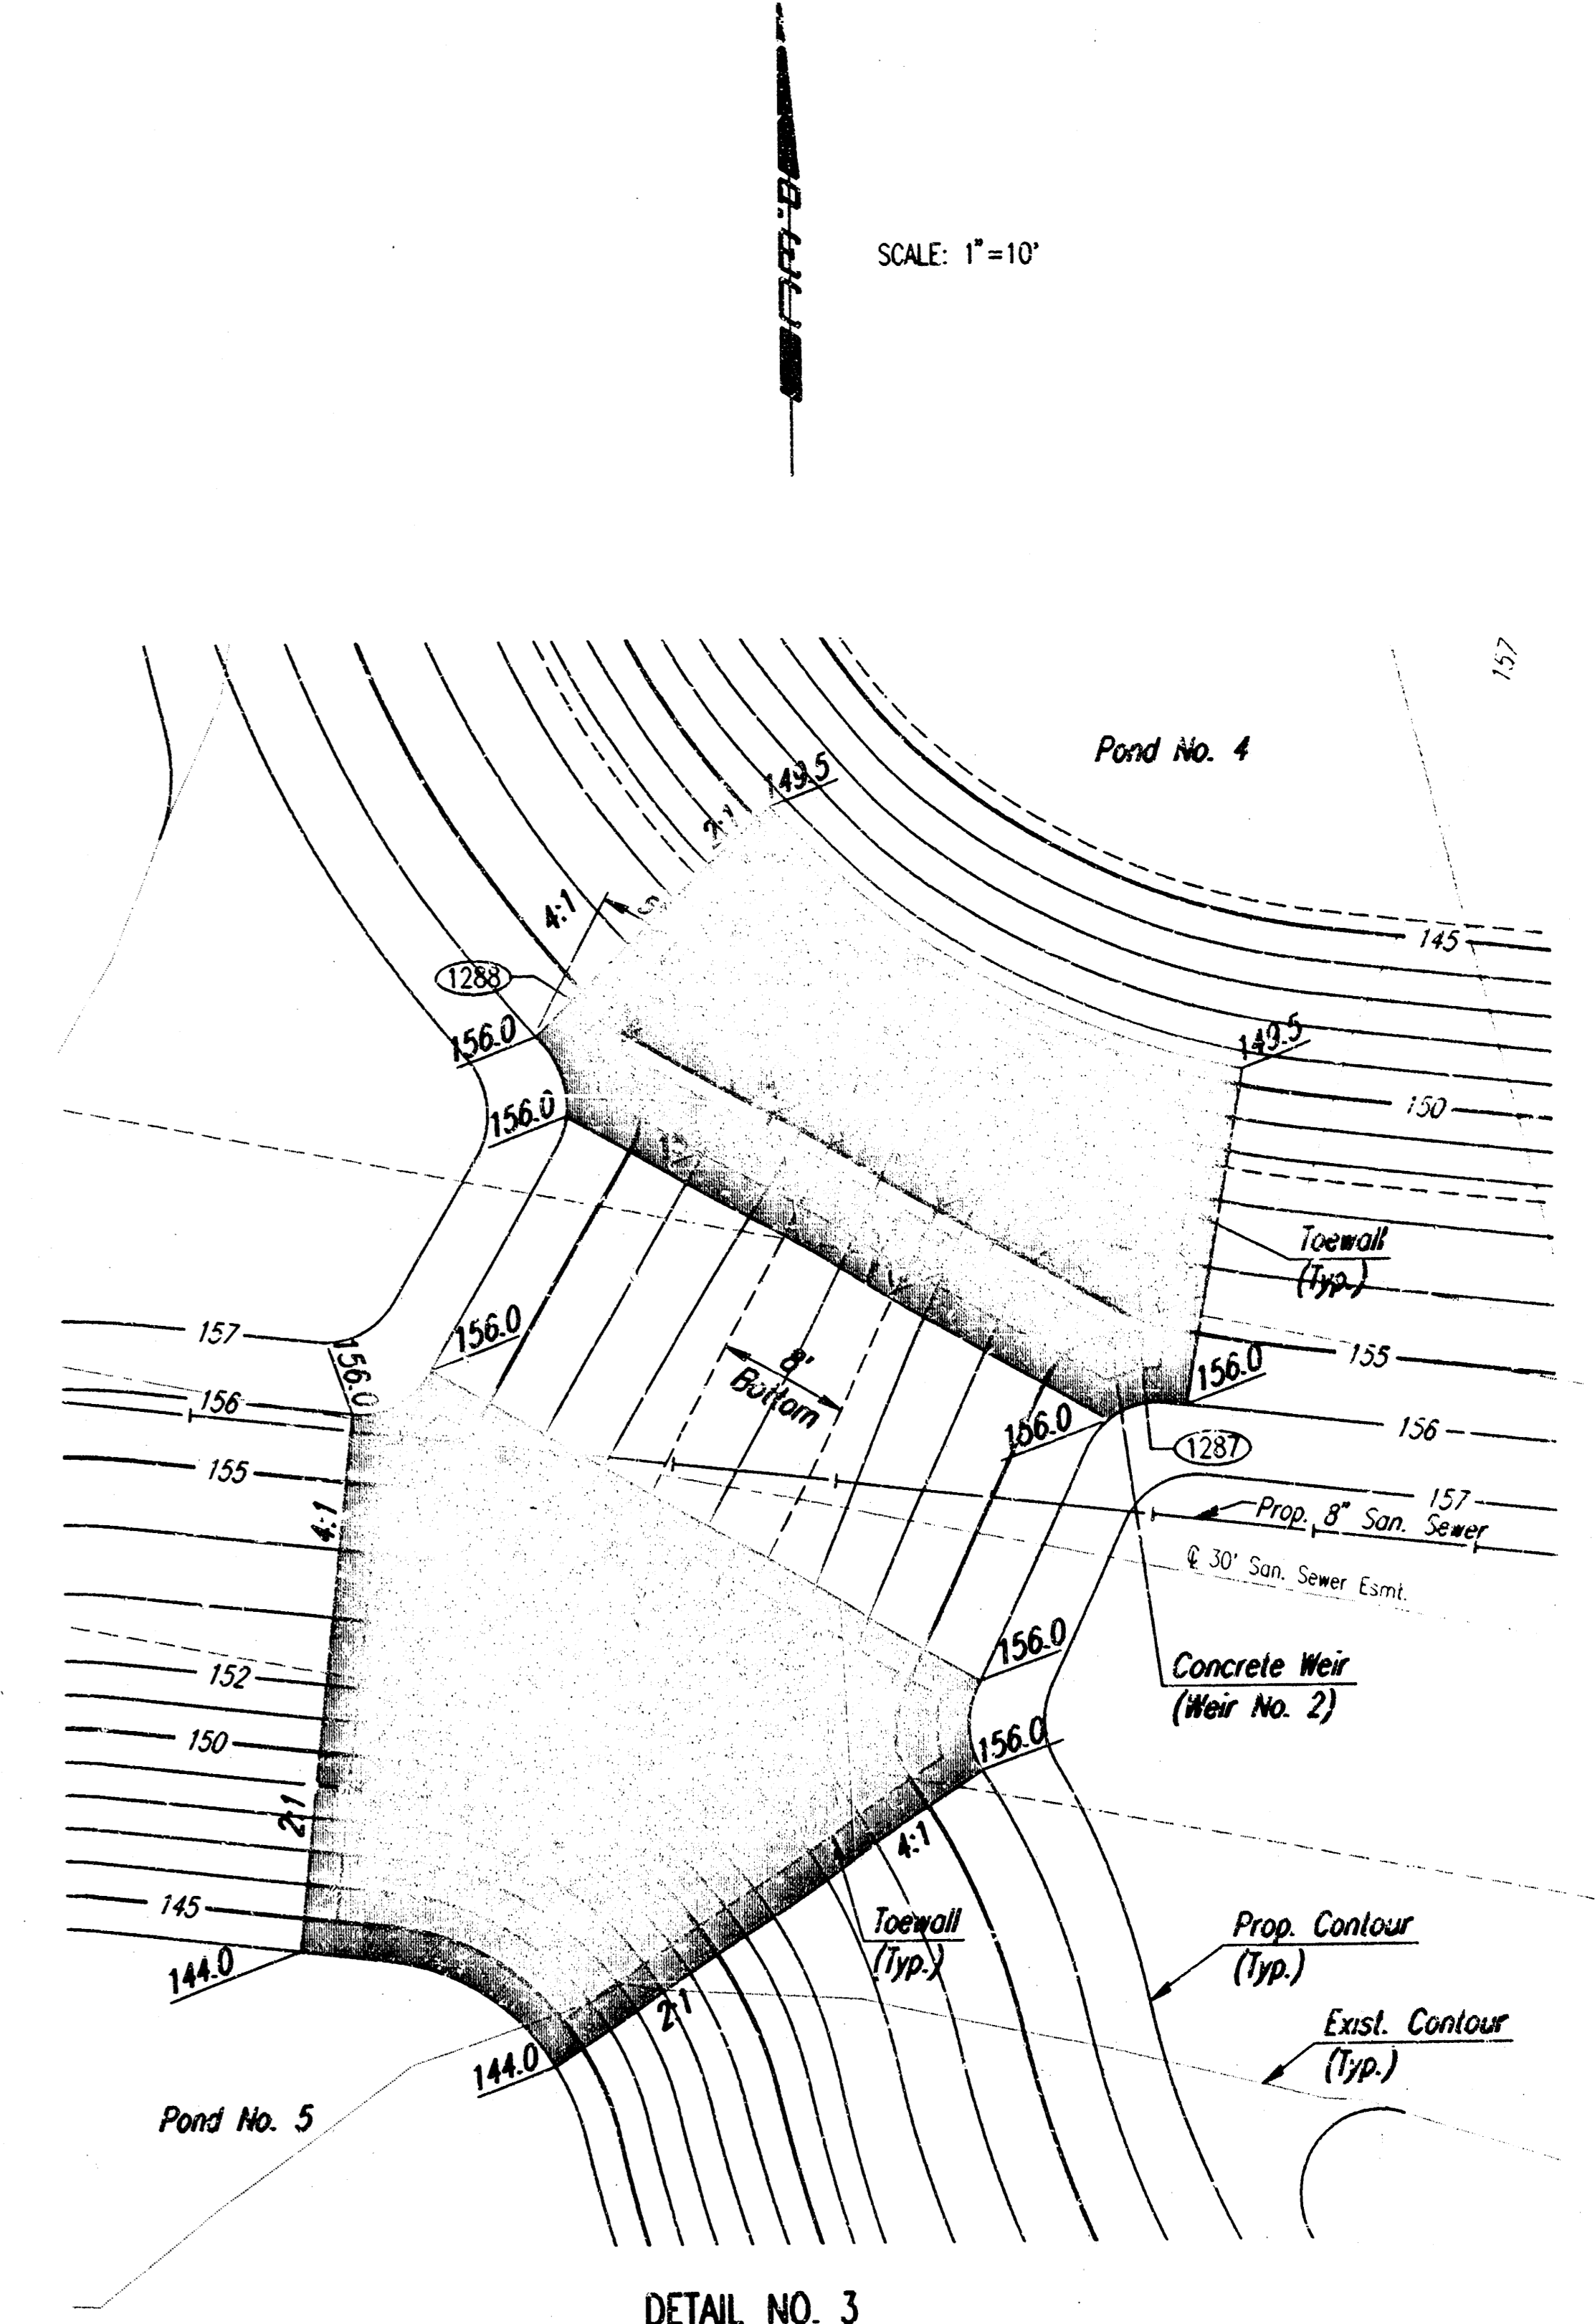 SCALE: 1"=10'
157
Pond No. 4
149.5
2:1
4:1
145
1288
156.0
149.5
156.0
150
12
Toewall
(Typ.)
156.0
157
156.0
8'
Bottom
155
156.0
156
156.0
156
1287
155
157
Prop. 8" San. Sewer
4:1
℄ 30' San. Sewer Esmt.
156.0
152
Concrete Weir
(Weir No. 2)
150
156.0
2:1
4:1
145
Toewall
(Typ.)
Prop. Contour
(Typ.)
144.0
2:1
Exist. Contour
(Typ.)
144.0
Pond No. 5
DETAIL NO. 3